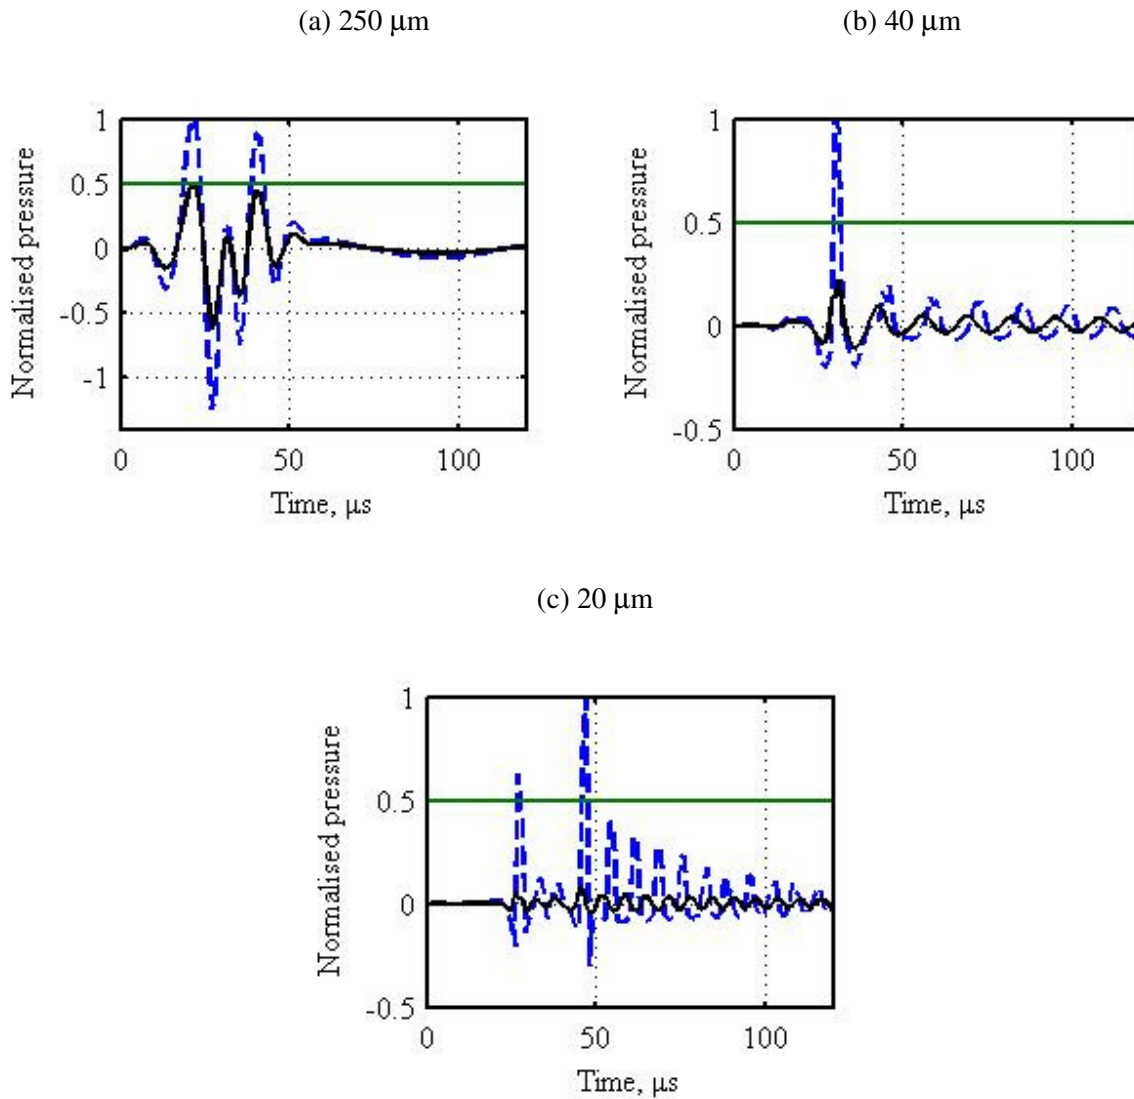 (a) 250 μm
(b) 40 μm
1
0.5
0
-0.5
-1
Normalised pressure
0 50 100
Time, μs
1
0.5
0
-0.5
Normalised pressure
0 50 100
Time, μs
(c) 20 μm
1
0.5
0
-0.5
Normalised pressure
0 50 100
Time, μs